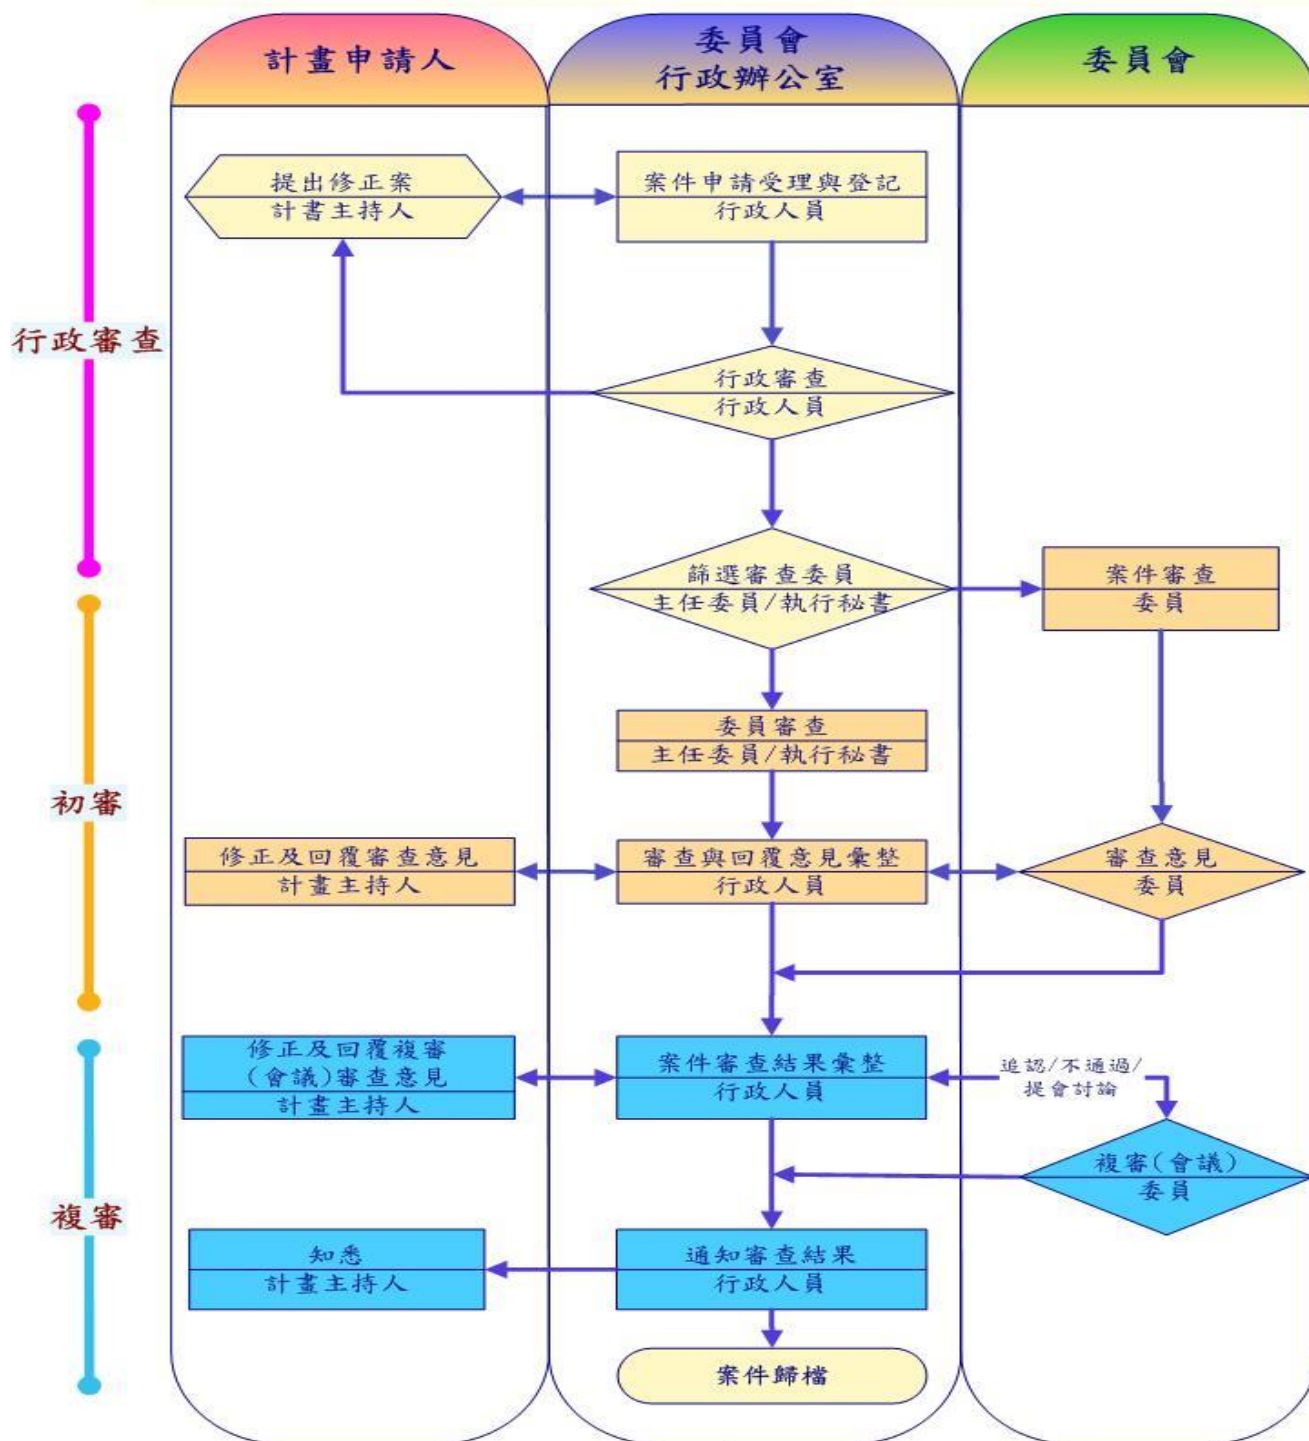 計畫申請人
委員會
行政辦公室
委員會
行政審查
提出修正案
計書主持人
案件申請受理與登記
行政人員
行政審查
行政人員
篩選審查委員
主任委員/執行秘書
案件審查
委員
初審
委員審查
主任委員/執行秘書
修正及回覆審查意見
計畫主持人
審查與回覆意見彙整
行政人員
審查意見
委員
複審
修正及回覆複審
(會議)審查意見
計畫主持人
案件審查結果彙整
行政人員
追認/不通過/
提會討論
複審(會議)
委員
知悉
計畫主持人
通知審查結果
行政人員
案件歸檔